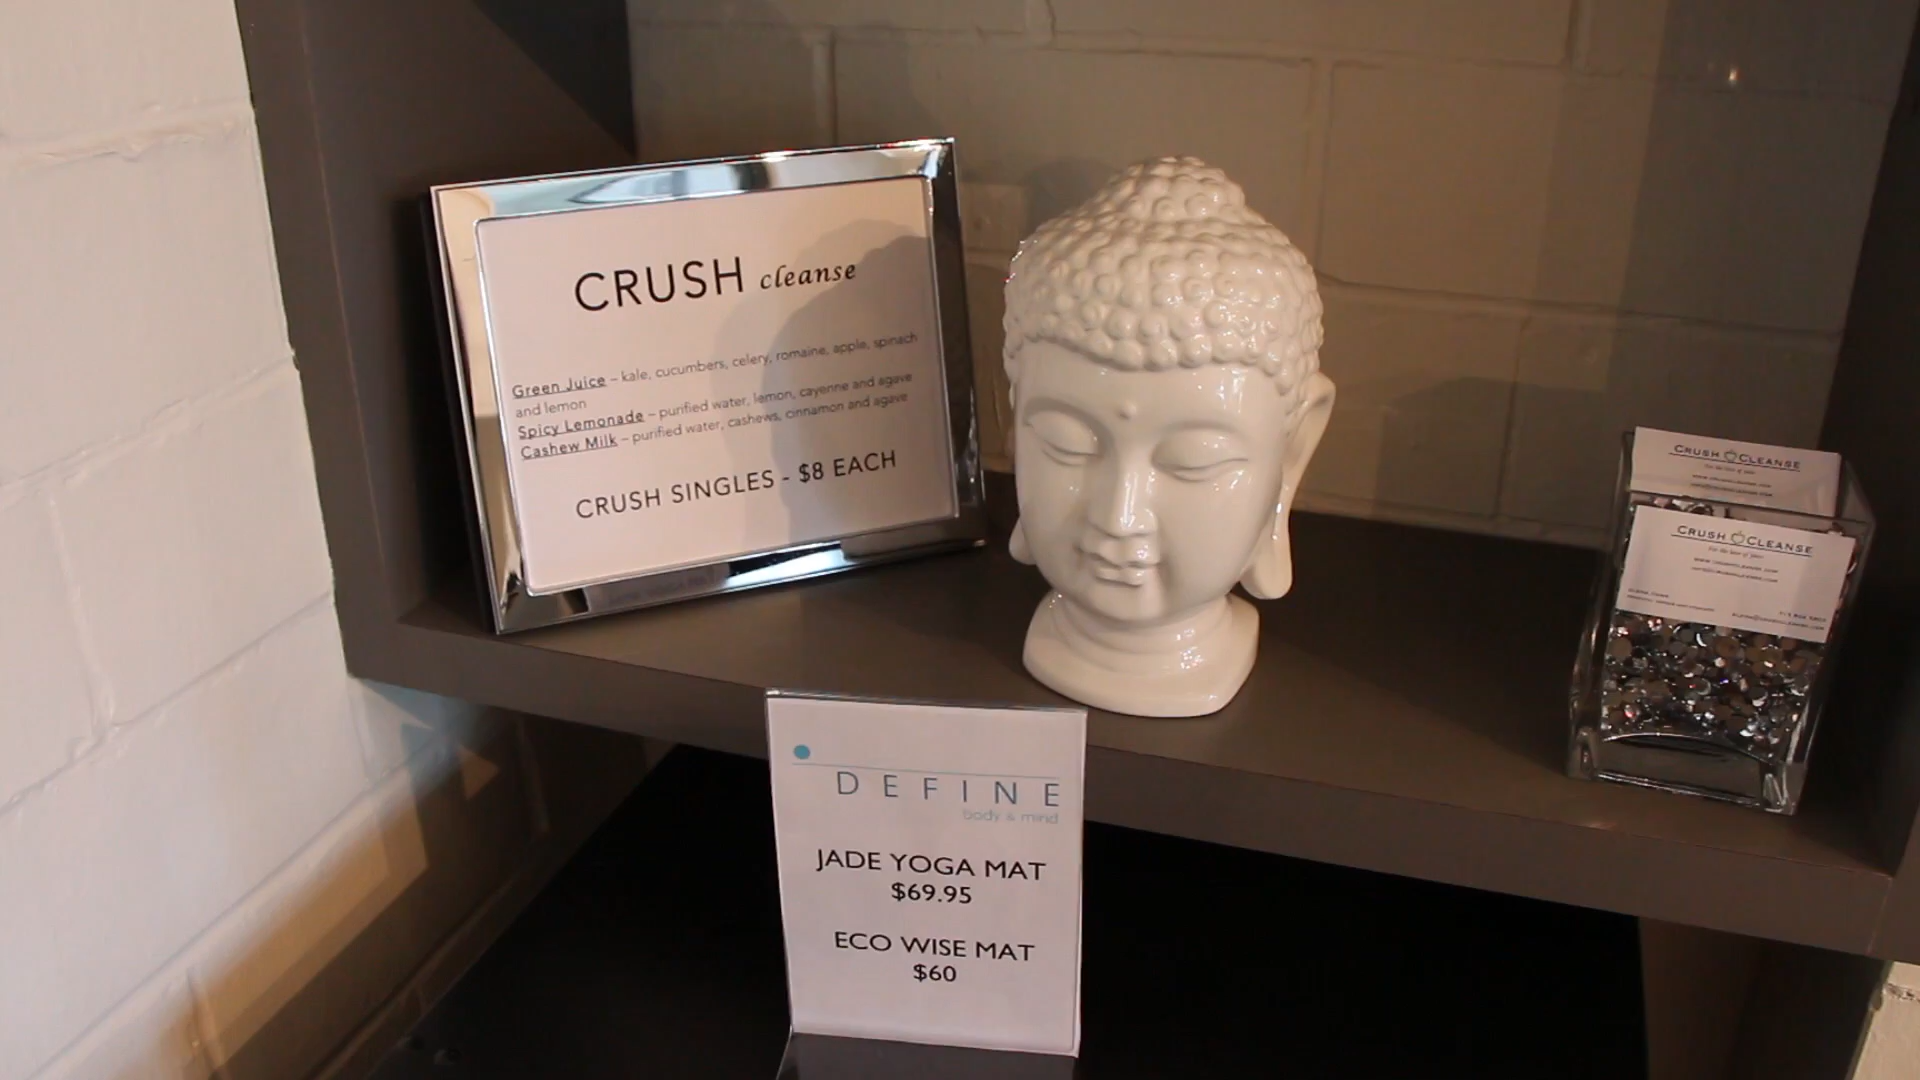 CRUSH cleanse
Green Juice – kale, cucumbers, celery, romaine, apple, spinach
and lemon
Spicy Lemonade – purified water, lemon, cayenne and agave
Cashew Milk – purified water, cashews, cinnamon and agave
CRUSH SINGLES - $8 EACH
CRUSH CLEANSE
CRUSH CLEANSE
DEFINE
body & mind
JADE YOGA MAT
$69.95
ECO WISE MAT
$60